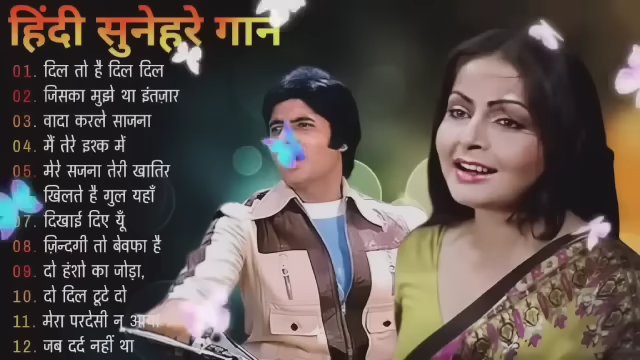 हिंदी सुनेहरे गान
01. दिल तो है दिल दिल
02. जिसका मुझे था इंतज़ार
03. वादा करले साजना
04. मैं तेरे इश्क में
05. मेरे सजना तेरी खातिर
खिलते है गुल यहाँ
07. दिखाई दिए यूँ
08. ज़िन्दगी तो बेवफा है
09. दो हंशो का जोड़ा,
10. दो दिल टूटे दो
11. मेरा परदेसी न आया
12. जब दर्द नहीं था